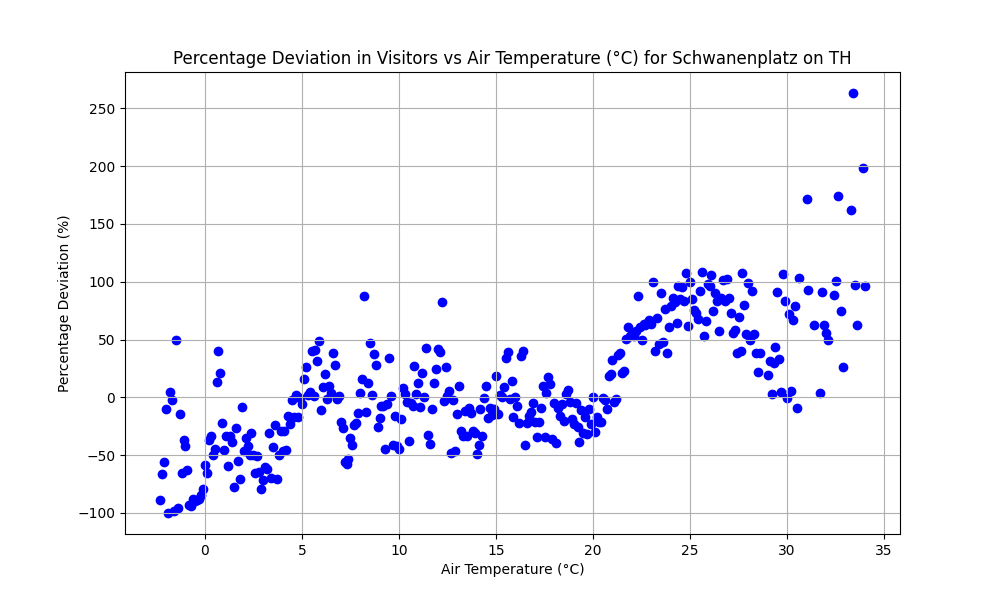 Percentage Deviation in Visitors vs Air Temperature (°C) for Schwanenplatz on TH
Percentage Deviation (%)
250
200
150
100
50
0
−50
−100
0 5 10 15 20 25 30 35
Air Temperature (°C)